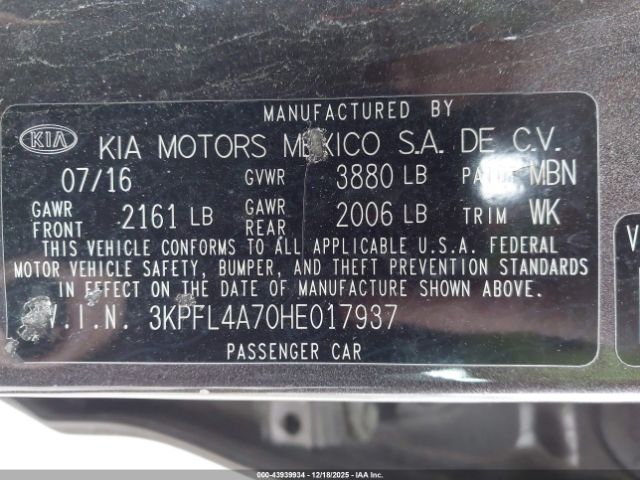 MANUFACTURED BY
KIA KIA MOTORS MEXICO S.A. DE C.V.
07/16 GVWR 3880 LB PAINT MBN
GAWR FRONT 2161 LB GAWR REAR 2006 LB TRIM WK
THIS VEHICLE CONFORMS TO ALL APPLICABLE U.S.A. FEDERAL
MOTOR VEHICLE SAFETY, BUMPER, AND THEFT PREVENTION STANDARDS
IN EFFECT ON THE DATE OF MANUFACTURE SHOWN ABOVE.
V.I.N. 3KPFL4A70HE017937
PASSENGER CAR
V
3-43939934 - 12/18/2025 - IAA Inc.